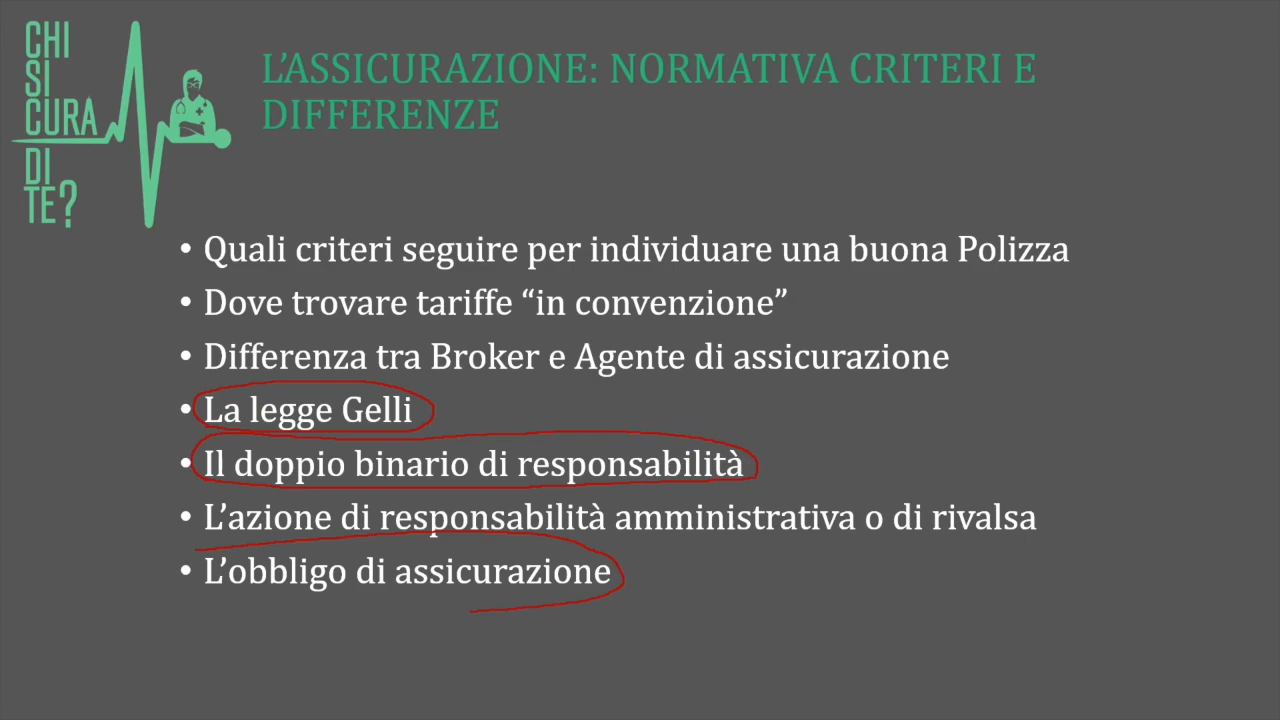 CHI
SI
CURA
DI
TE?
L’ASSICURAZIONE: NORMATIVA CRITERI E
DIFFERENZE
• Quali criteri seguire per individuare una buona Polizza
• Dove trovare tariffe “in convenzione”
• Differenza tra Broker e Agente di assicurazione
• La legge Gelli
• Il doppio binario di responsabilità
• L’azione di responsabilità amministrativa o di rivalsa
• L’obbligo di assicurazione